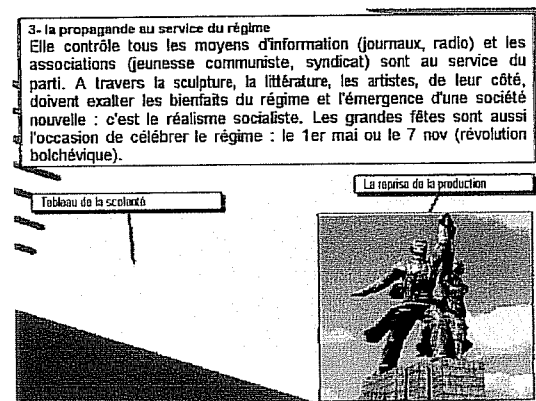 3- la propagande au service du régime
Elle contrôle tous les moyens d'information (journaux, radio) et les
associations (jeunesse communiste, syndicat) sont au service du
parti. A travers la sculpture, la littérature, les artistes, de leur côté,
doivent exalter les bienfaits du régime et l'émergence d'une société
nouvelle : c'est le réalisme socialiste. Les grandes fêtes sont aussi
l'occasion de célébrer le régime : le 1er mai ou le 7 nov (révolution
bolchévique).
La reprise de la production
Tableau de la scolarité